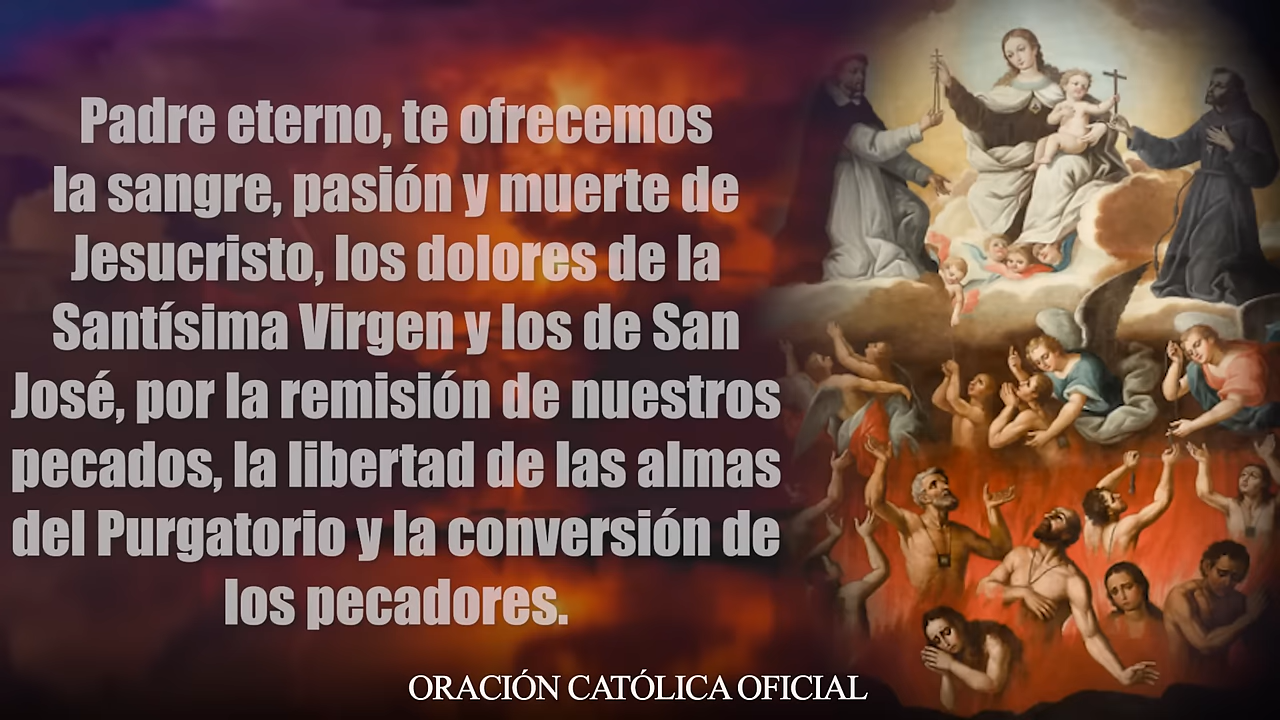 Padre eterno, te ofrecemos
la sangre, pasión y muerte de
Jesucristo, los dolores de la
Santísima Virgen y los de San
José, por la remisión de nuestros
pecados, la libertad de las almas
del Purgatorio y la conversión de
los pecadores.
ORACIÓN CATÓLICA OFICIAL